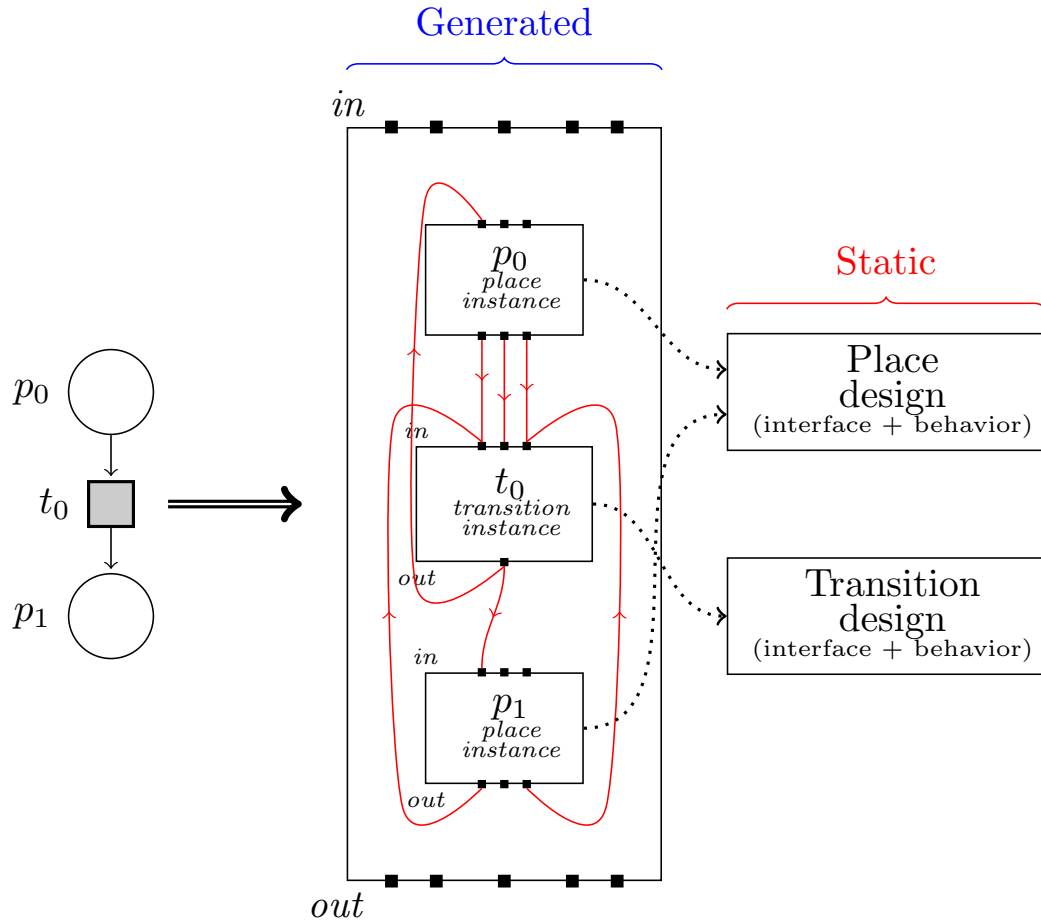 Generated
in
p0
place
instance
in
t0
transition
instance
out
in
p1
place
instance
out
out
p0
t0
p1
Static
Place
design
(interface + behavior)
Transition
design
(interface + behavior)